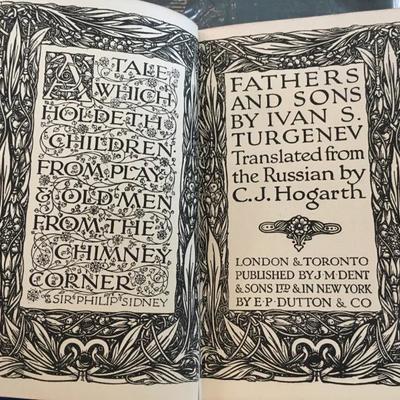 A TALE
WHICH
HOLDETH
CHILDREN
FROM PLAY
& OLD MEN
FROM THE
CHIMNEY
CORNER
SIR PHILIP SIDNEY
FATHERS
AND SONS
BY IVAN S.
TURGENEV
Translated from
the Russian by
C.J. Hogarth
LONDON & TORONTO
PUBLISHED BY J.M. DENT
& SONS LTD & IN NEW YORK
BY E.P. DUTTON & CO